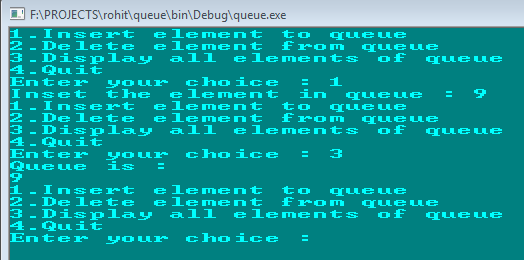 F:\PROJECTS\rohit\queue\bin\Debug\queue.exe
1.Insert element to queue
2.Delete element from queue
3.Display all elements of queue
4.Quit
Enter your choice : 1
Inset the element in queue : 9
1.Insert element to queue
2.Delete element from queue
3.Display all elements of queue
4.Quit
Enter your choice : 3
Queue is :
9
1.Insert element to queue
2.Delete element from queue
3.Display all elements of queue
4.Quit
Enter your choice :